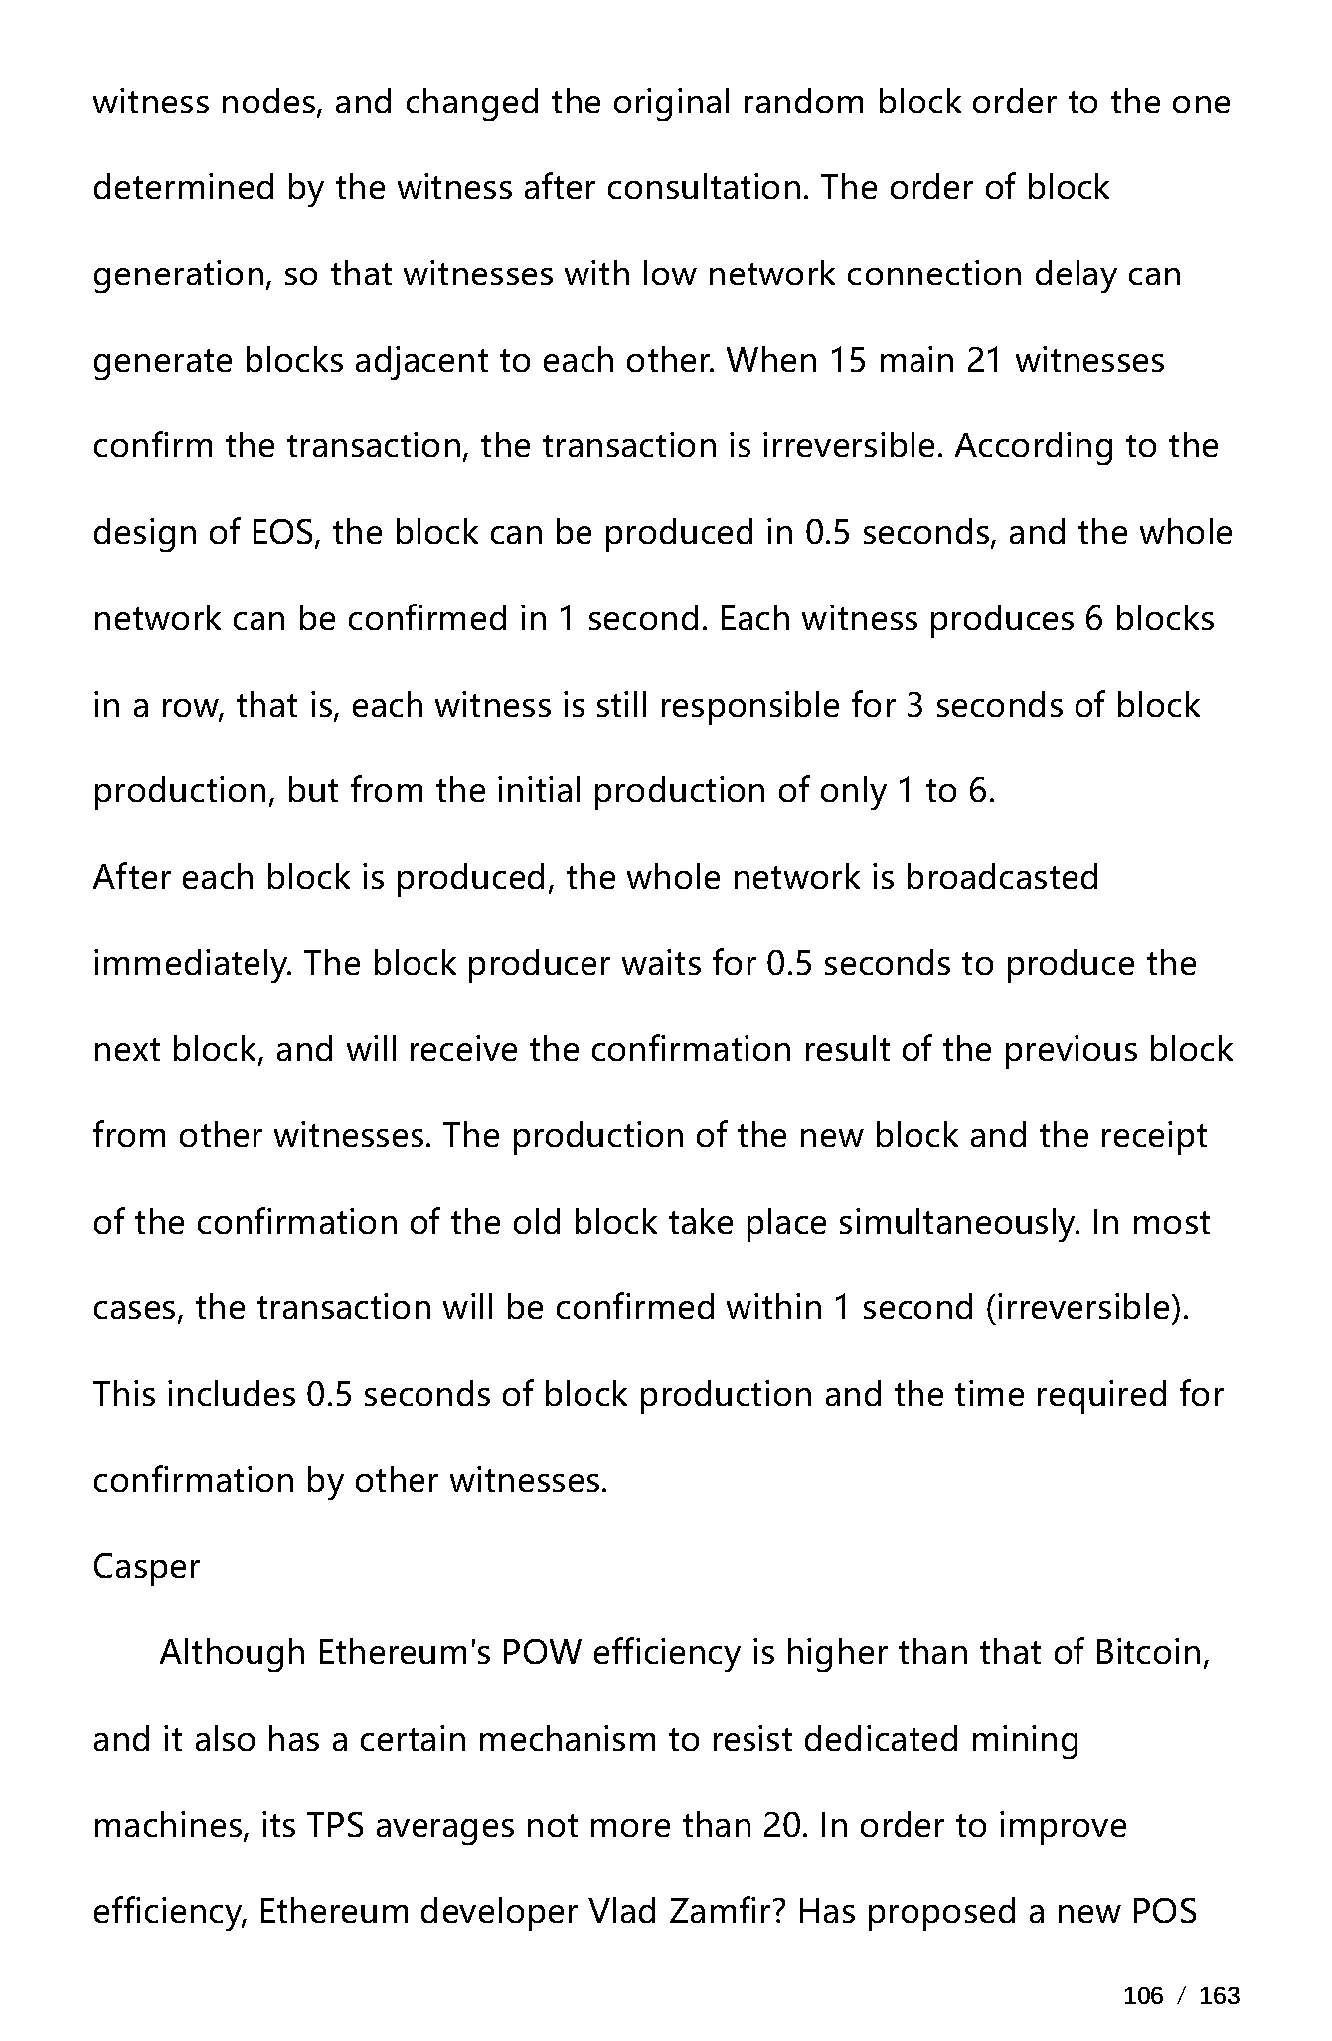 witness nodes, and changed the original random block order to the one
determined by the witness after consultation. The order of block
generation, so that witnesses with low network connection delay can
generate blocks adjacent to each other. When 15 main 21 witnesses
confirm the transaction, the transaction is irreversible. According to the
design of EOS, the block can be produced in 0.5 seconds, and the whole
network can be confirmed in 1 second. Each witness produces 6 blocks
in a row, that is, each witness is still responsible for 3 seconds of block
production, but from the initial production of only 1 to 6.
After each block is produced, the whole network is broadcasted
immediately. The block producer waits for 0.5 seconds to produce the
next block, and will receive the confirmation result of the previous block
from other witnesses. The production of the new block and the receipt
of the confirmation of the old block take place simultaneously. In most
cases, the transaction will be confirmed within 1 second (irreversible).
This includes 0.5 seconds of block production and the time required for
confirmation by other witnesses.
Casper
Although Ethereum's POW efficiency is higher than that of Bitcoin,
and it also has a certain mechanism to resist dedicated mining
machines, its TPS averages not more than 20. In order to improve
efficiency, Ethereum developer Vlad Zamfir? Has proposed a new POS
106 / 163